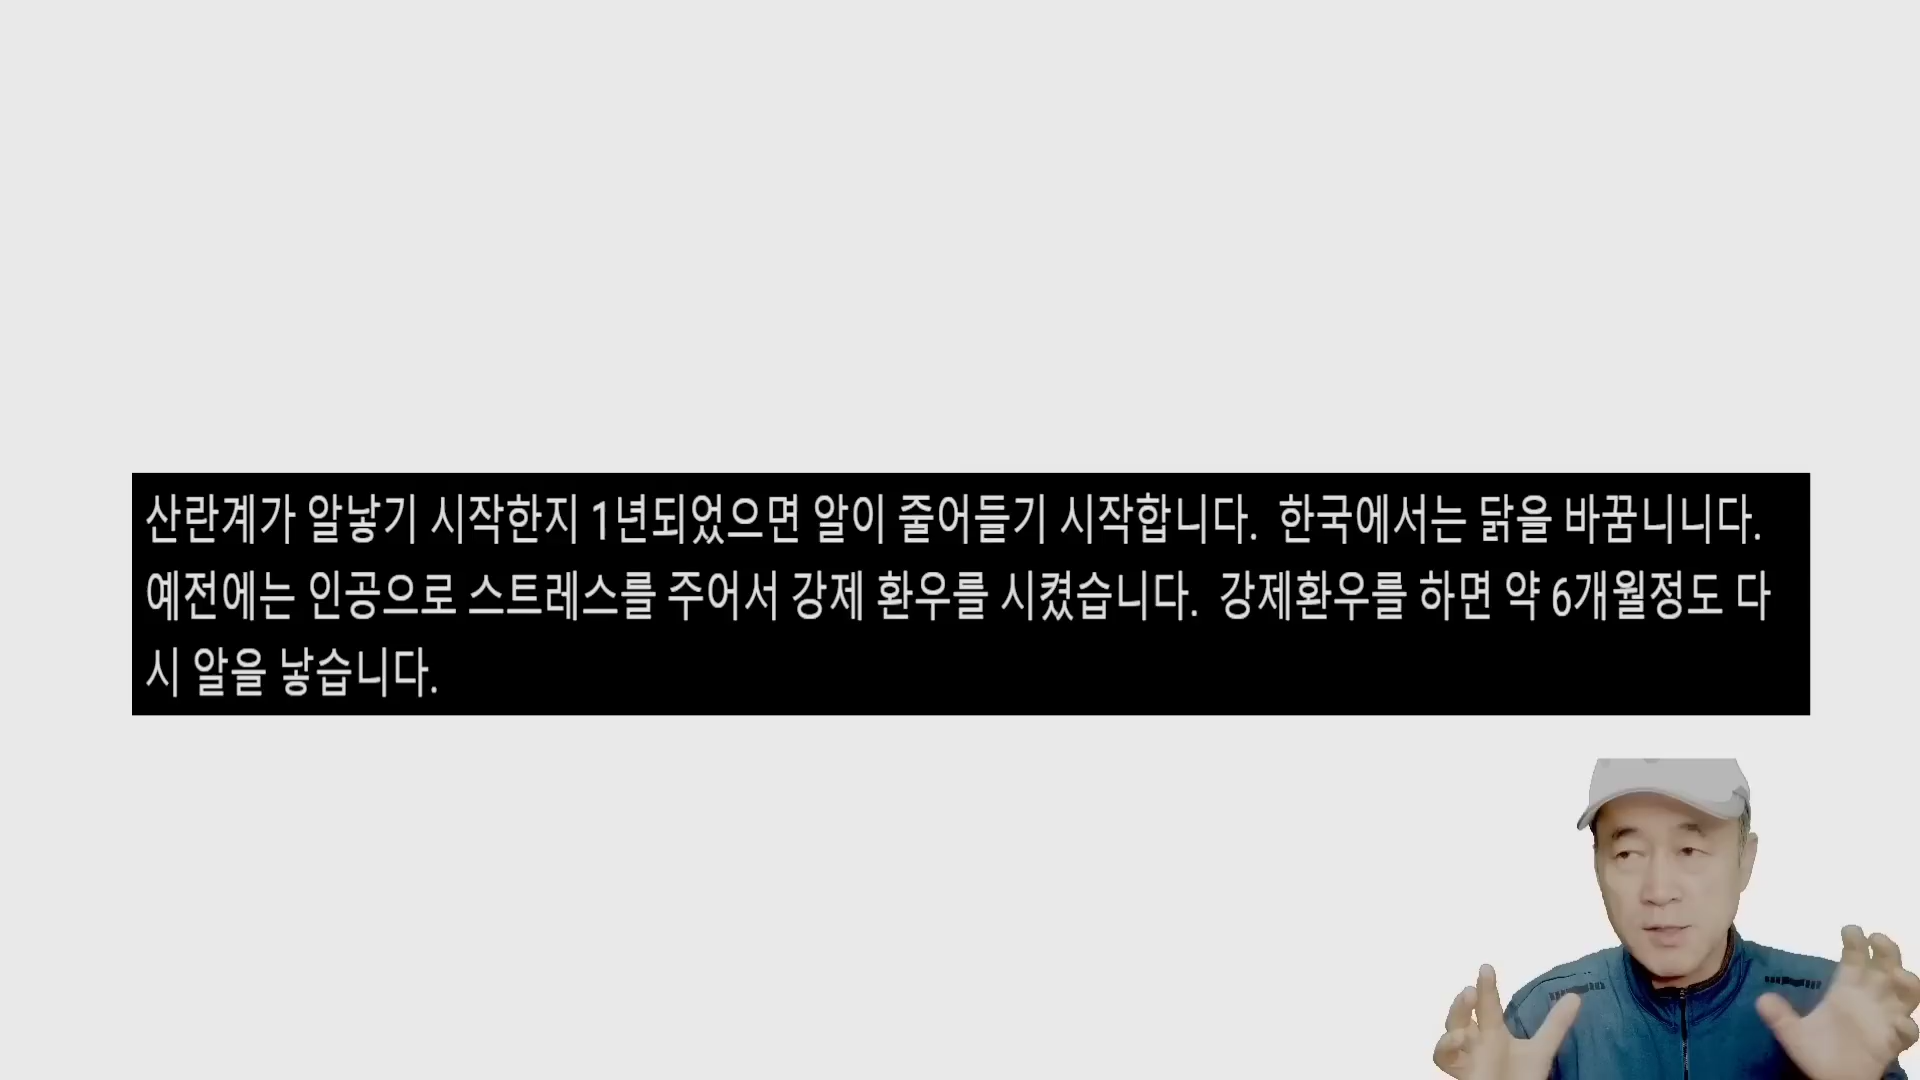 산란계가 알낳기 시작한지 1년되었으면 알이 줄어들기 시작합니다.  한국에서는 닭을 바꿈니니다.
예전에는 인공으로 스트레스를 주어서 강제 환우를 시켰습니다.  강제환우를 하면 약 6개월정도 다
시 알을 낳습니다.